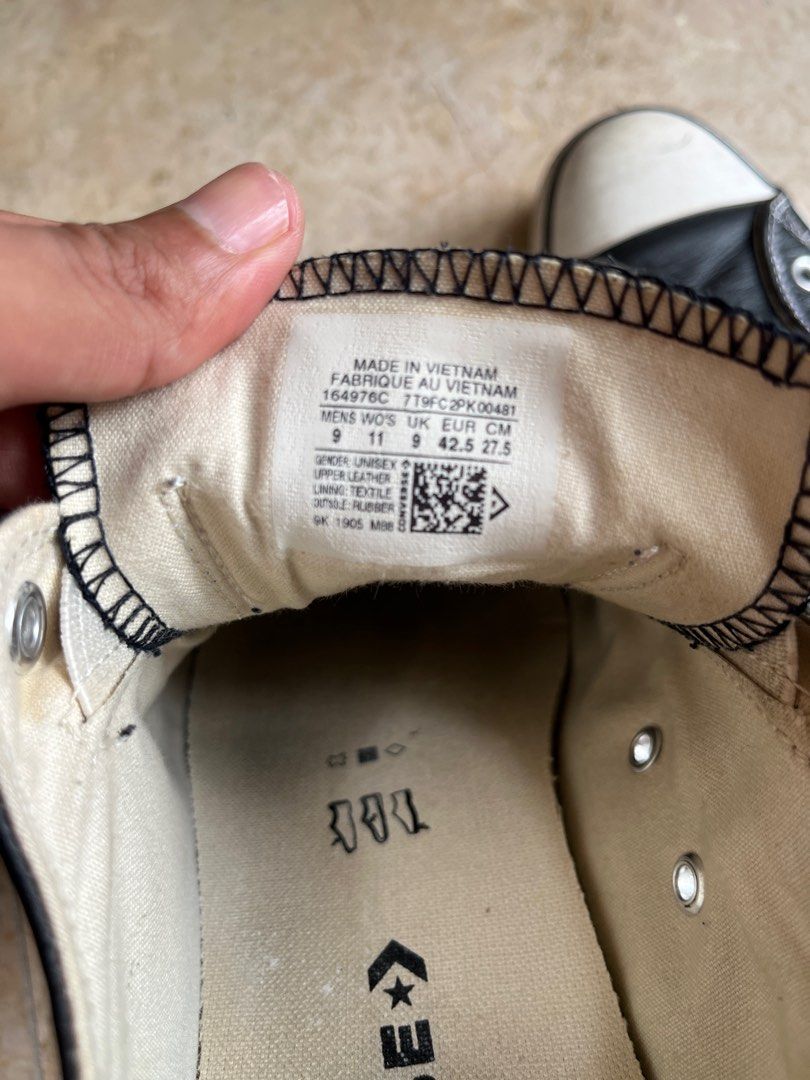 MADE IN VIETNAM
FABRIQUE AU VIETNAM
164976C 7T9FC2PK00481
MENS WO'S UK EUR CM
9 11 9 42.5 27.5
GENDER: UNISEX
UPPER: LEATHER
LINING: TEXTILE
OUTSOLE: RUBBER
9K 1905 M88
CONVERSE
E